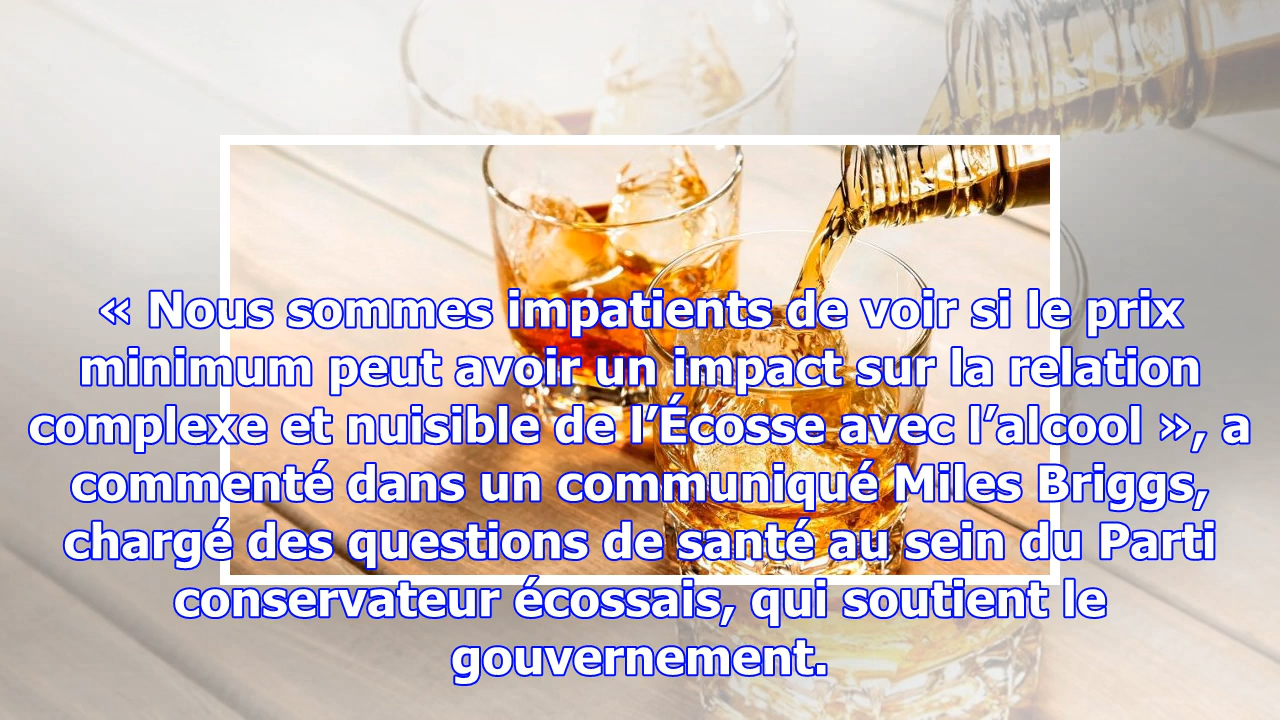 « Nous sommes impatients de voir si le prix
minimum peut avoir un impact sur la relation
complexe et nuisible de l’Écosse avec l’alcool », a
commenté dans un communiqué Miles Briggs,
chargé des questions de santé au sein du Parti
conservateur écossais, qui soutient le
gouvernement.